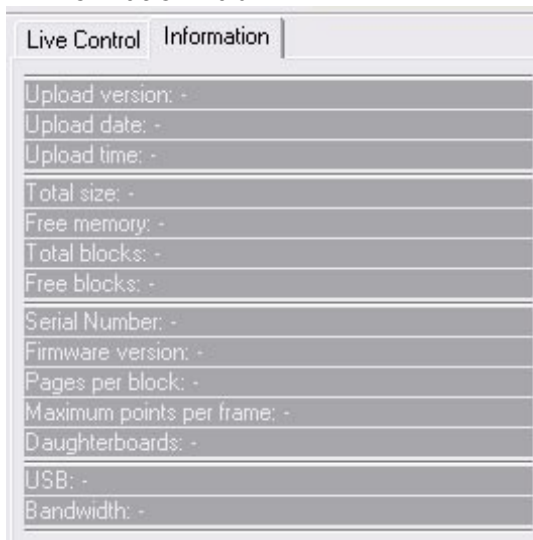 Live Control Information
Upload version: -
Upload date: -
Upload time: -
Total size: -
Free memory: -
Total blocks: -
Free blocks: -
Serial Number: -
Firmware version: -
Pages per block: -
Maximum points per frame: -
Daughterboards: -
USB: -
Bandwidth: -